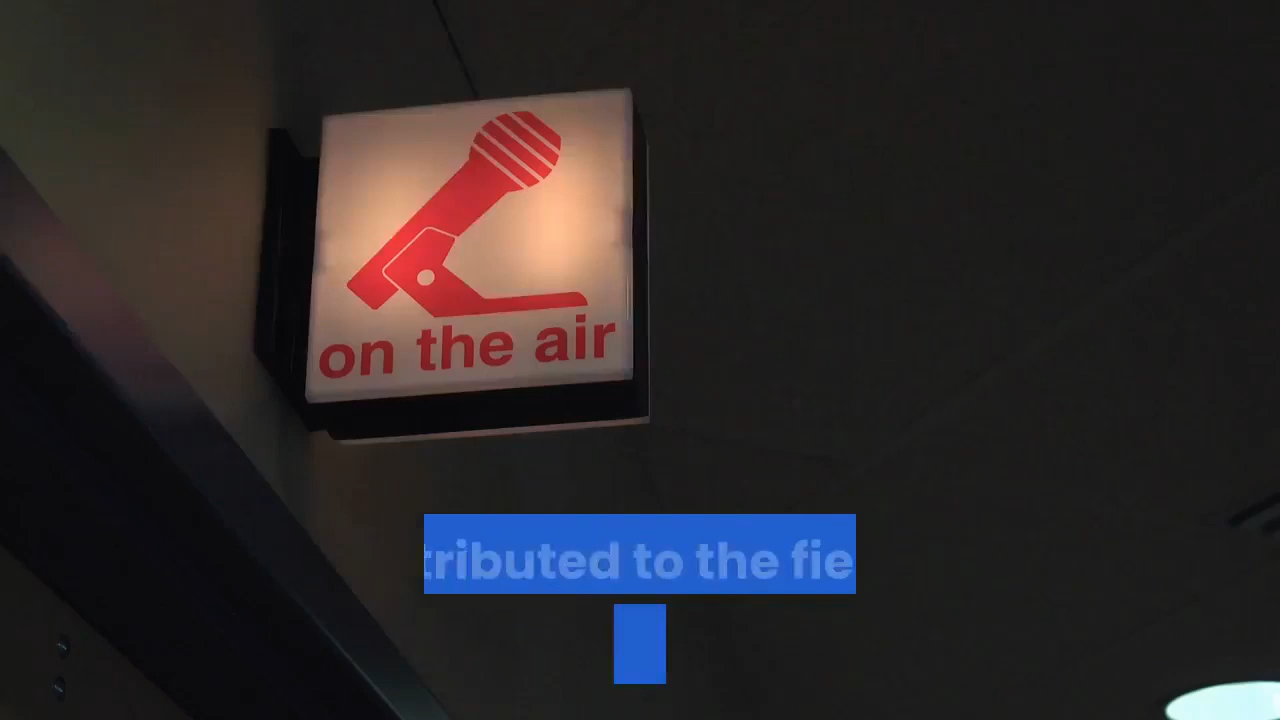 on the air
tributed to the fie